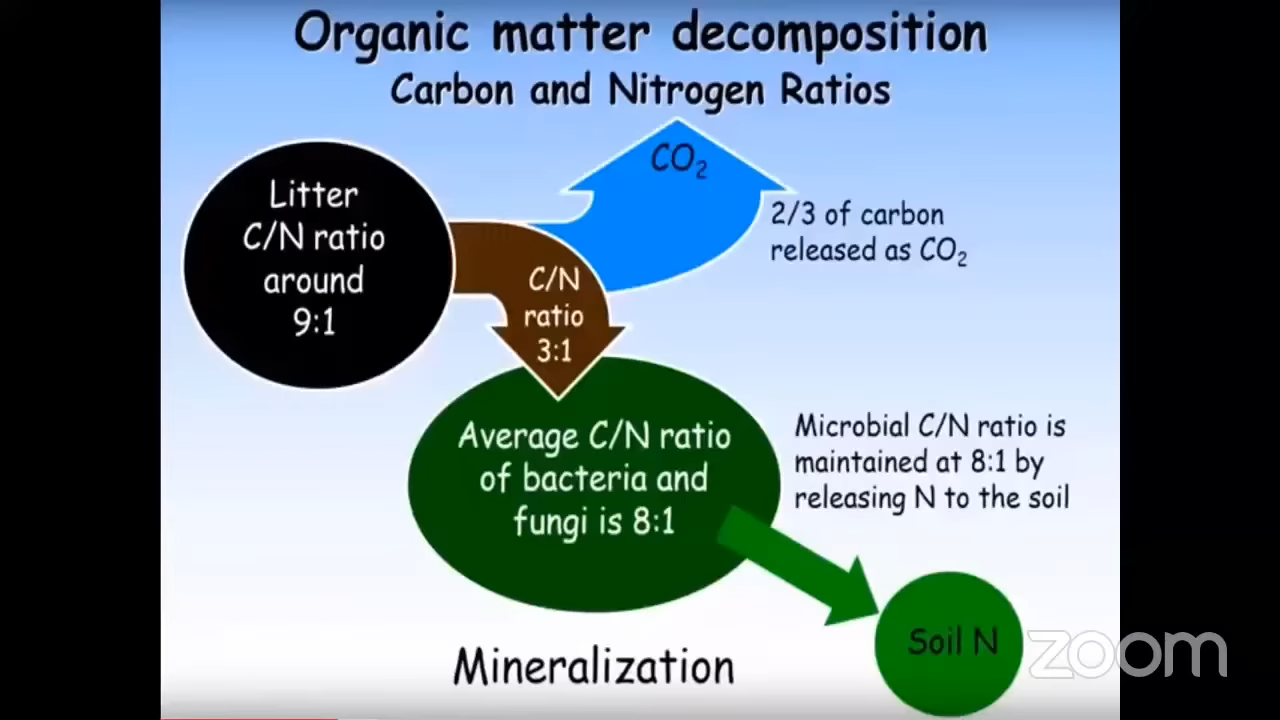 Organic matter decomposition
Carbon and Nitrogen Ratios
CO₂
Litter
C/N ratio
around
9:1
2/3 of carbon
released as CO₂
C/N
ratio
3:1
Average C/N ratio
of bacteria and
fungi is 8:1
Microbial C/N ratio is
maintained at 8:1 by
releasing N to the soil
Soil N
zoom
Mineralization